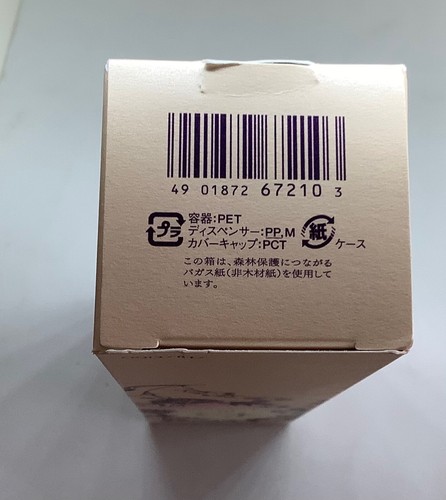 49 01872 67210 3
プラ
容器:PET
ディスペンサー:PP,M
カバーキャップ:PCT
紙
ケース
この箱は、森林保護につながる
バガス紙(非木材紙)を使用して
います。